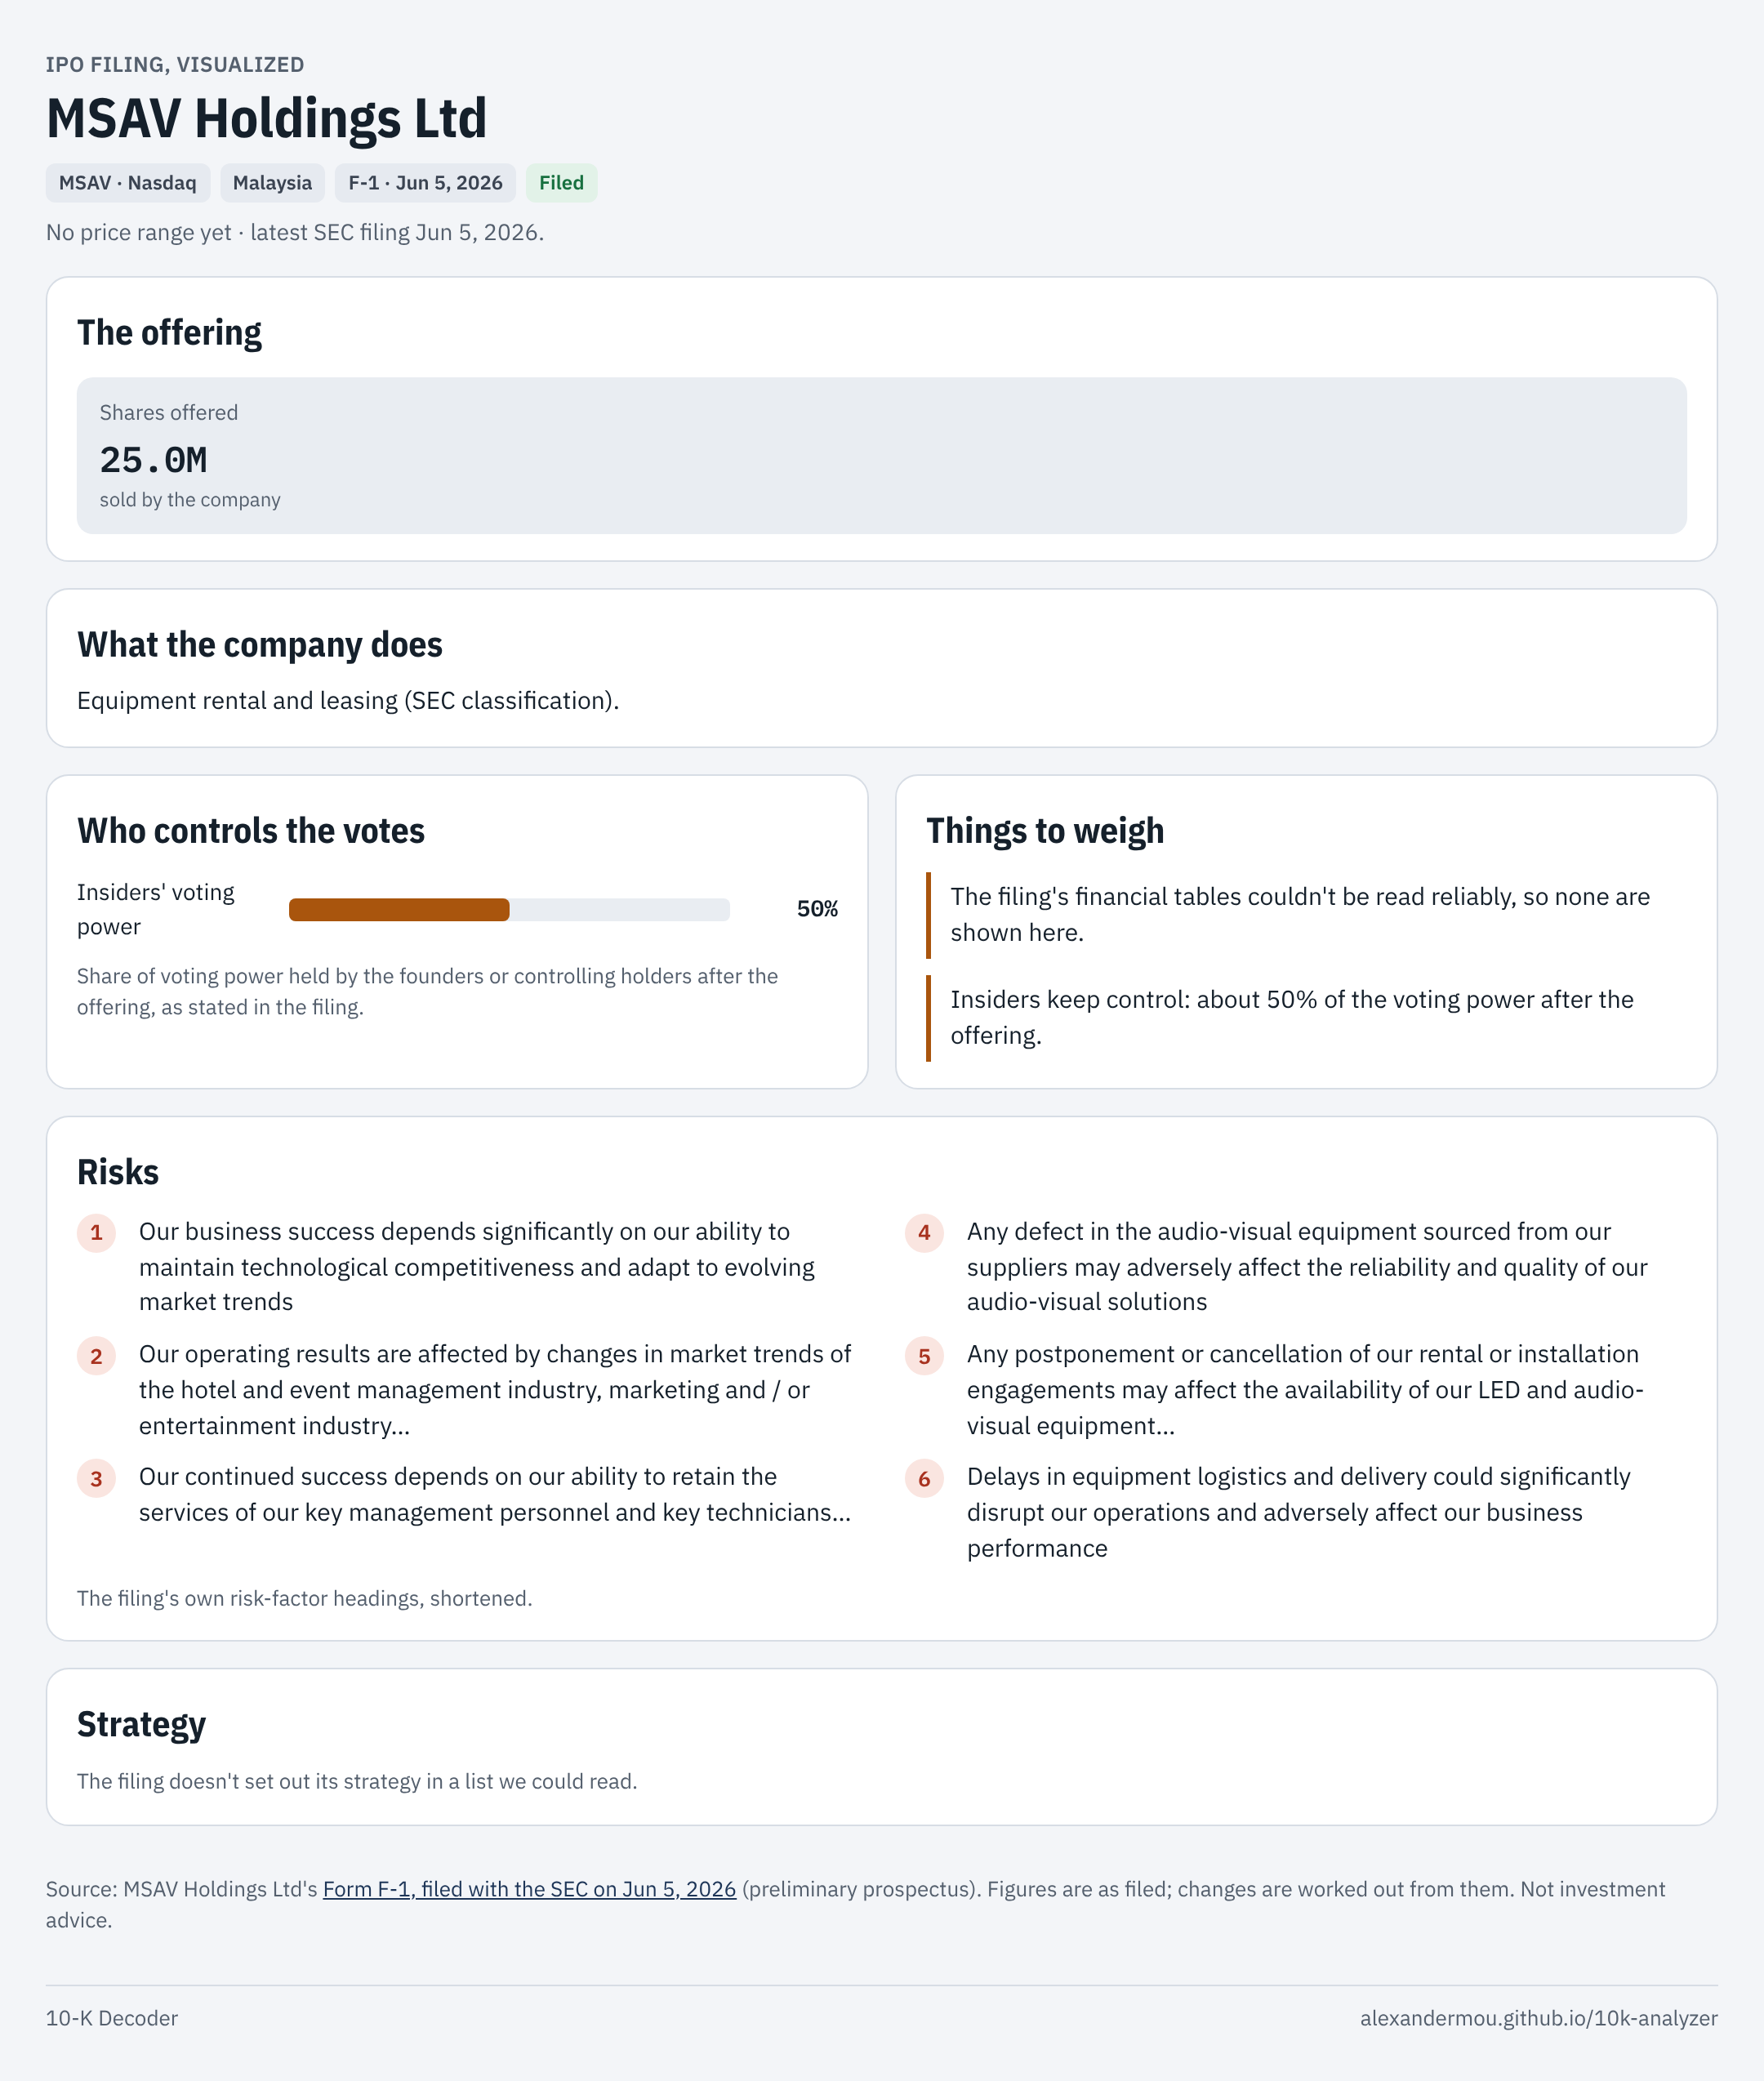 IPO FILING, VISUALIZED
MSAV Holdings Ltd
MSAV · Nasdaq
Malaysia
F-1 · Jun 5, 2026
Filed
No price range yet · latest SEC filing Jun 5, 2026.
The offering
Shares offered
25.0M
sold by the company
What the company does
Equipment rental and leasing (SEC classification).
Who controls the votes
Insiders' voting
power
50%
Share of voting power held by the founders or controlling holders after the
offering, as stated in the filing.
Things to weigh
The filing's financial tables couldn't be read reliably, so none are
shown here.
Insiders keep control: about 50% of the voting power after the
offering.
Risks
1
Our business success depends significantly on our ability to
maintain technological competitiveness and adapt to evolving
market trends
2
Our operating results are affected by changes in market trends of
the hotel and event management industry, marketing and / or
entertainment industry...
3
Our continued success depends on our ability to retain the
services of our key management personnel and key technicians...
4
Any defect in the audio-visual equipment sourced from our
suppliers may adversely affect the reliability and quality of our
audio-visual solutions
5
Any postponement or cancellation of our rental or installation
engagements may affect the availability of our LED and audio-
visual equipment...
6
Delays in equipment logistics and delivery could significantly
disrupt our operations and adversely affect our business
performance
The filing's own risk-factor headings, shortened.
Strategy
The filing doesn't set out its strategy in a list we could read.
Source: MSAV Holdings Ltd's Form F-1, filed with the SEC on Jun 5, 2026 (preliminary prospectus). Figures are as filed; changes are worked out from them. Not investment
advice.
10-K Decoder
alexandermou.github.io/10k-analyzer